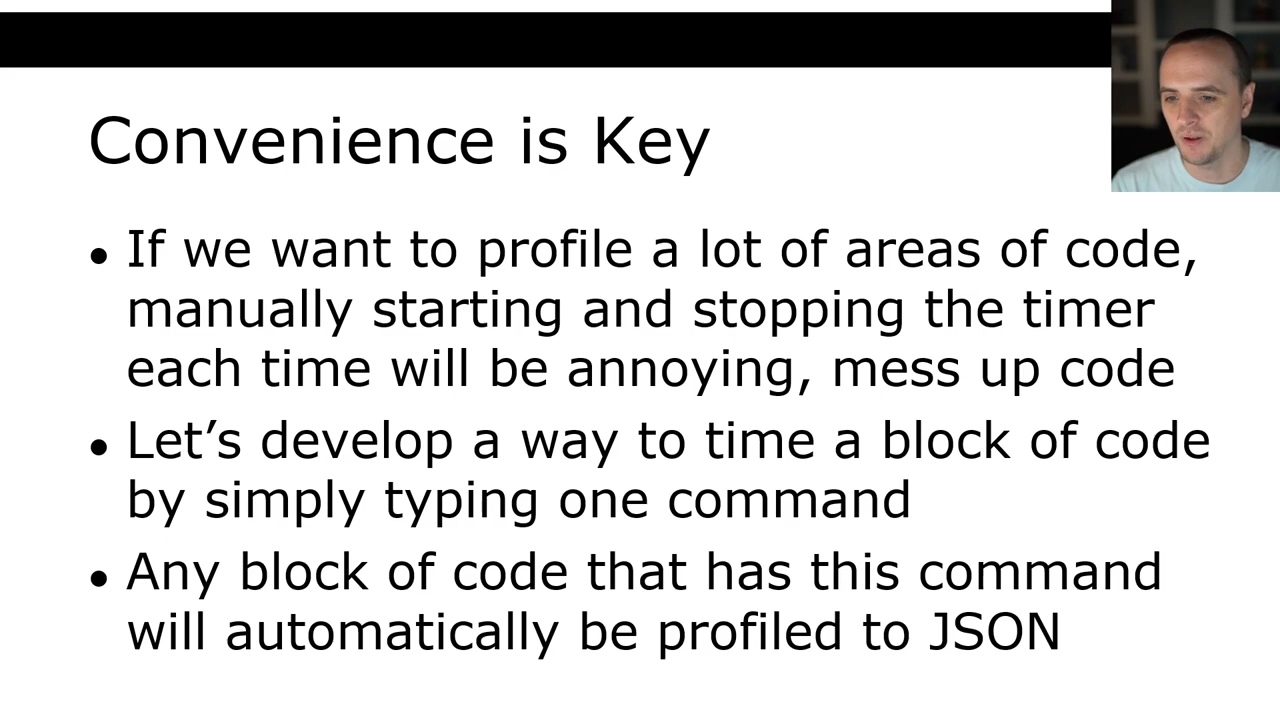 Convenience is Key
● If we want to profile a lot of areas of code,
manually starting and stopping the timer
each time will be annoying, mess up code
● Let’s develop a way to time a block of code
by simply typing one command
● Any block of code that has this command
will automatically be profiled to JSON